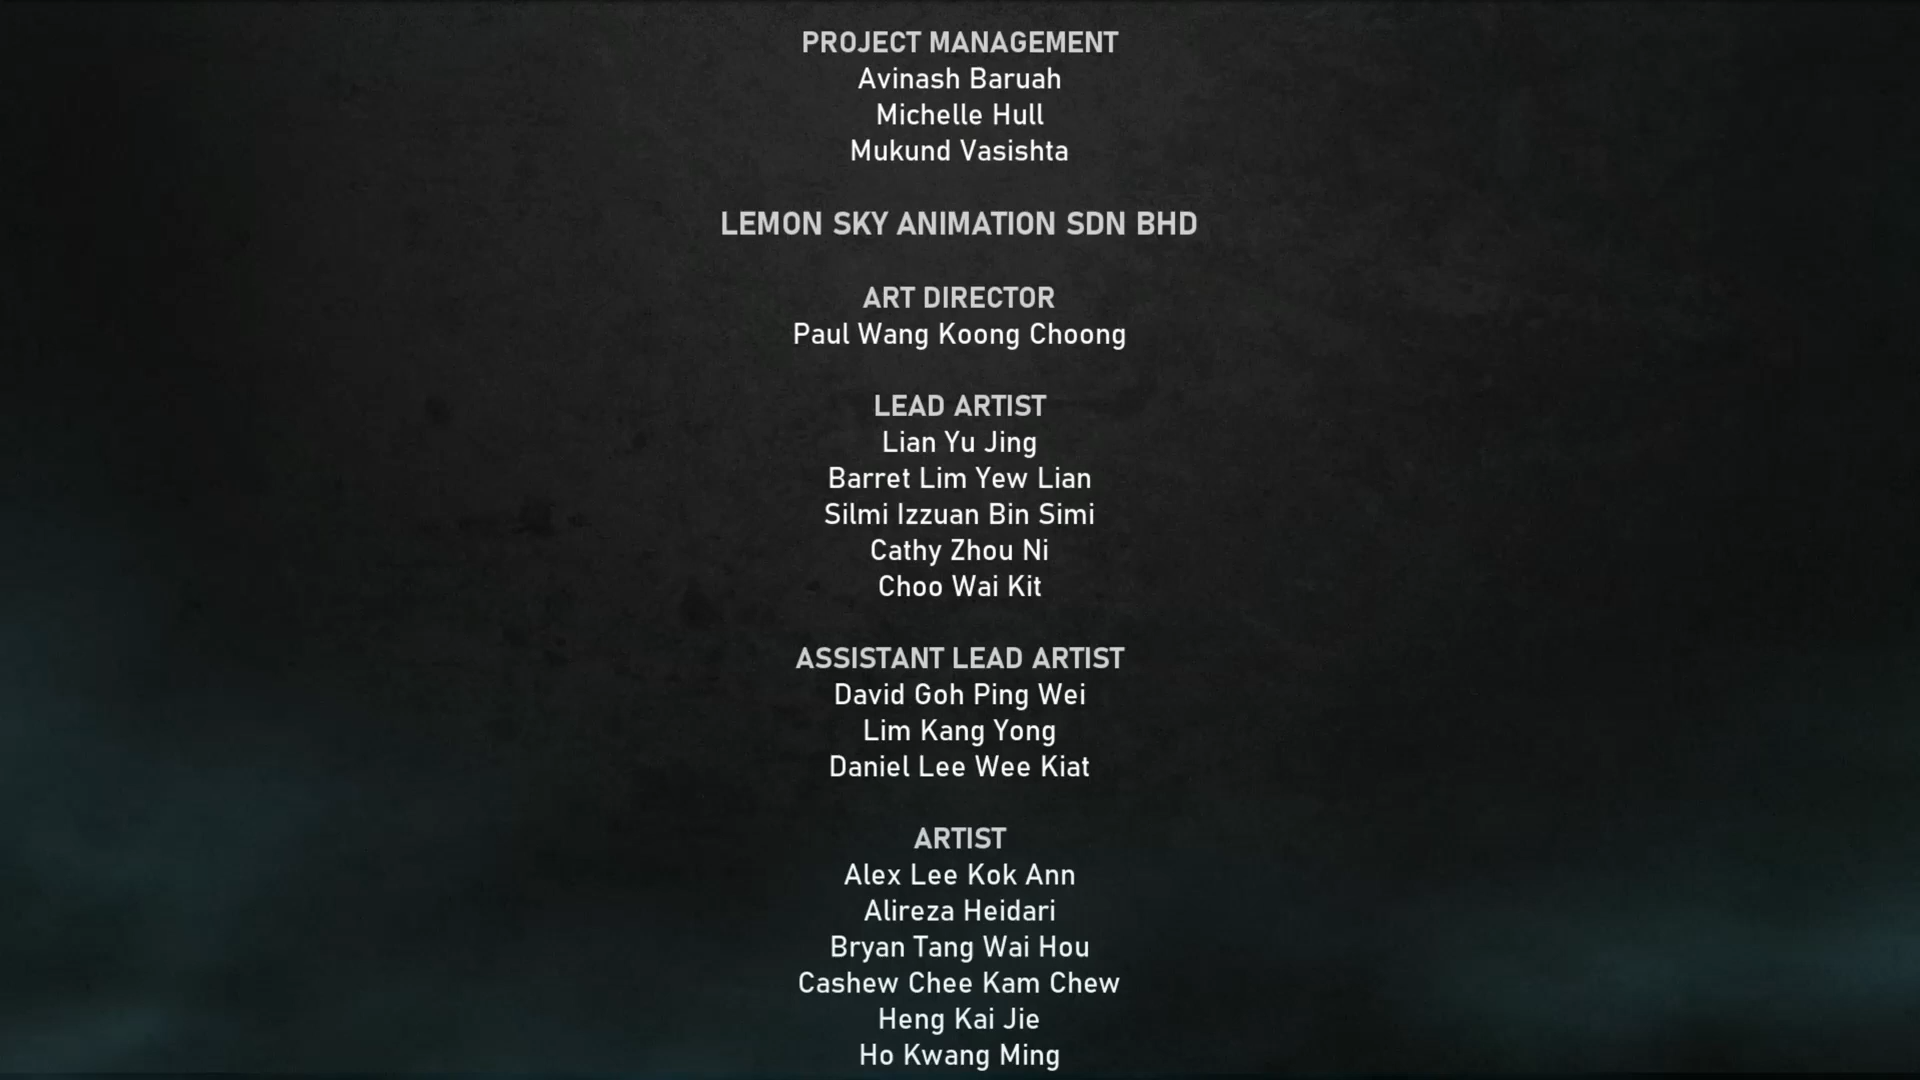 PROJECT MANAGEMENT
Avinash Baruah
Michelle Hull
Mukund Vasishta
LEMON SKY ANIMATION SDN BHD
ART DIRECTOR
Paul Wang Koong Choong
LEAD ARTIST
Lian Yu Jing
Barret Lim Yew Lian
Silmi Izzuan Bin Simi
Cathy Zhou Ni
Choo Wai Kit
ASSISTANT LEAD ARTIST
David Goh Ping Wei
Lim Kang Yong
Daniel Lee Wee Kiat
ARTIST
Alex Lee Kok Ann
Alireza Heidari
Bryan Tang Wai Hou
Cashew Chee Kam Chew
Heng Kai Jie
Ho Kwang Ming